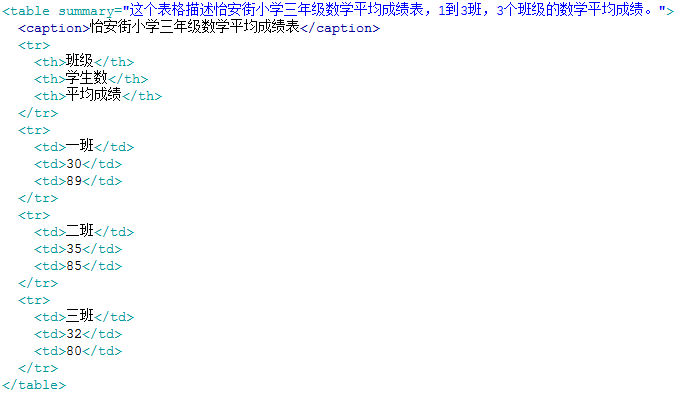 <table summary="这个表格描述怡安街小学三年级数学平均成绩表，1到3班，3个班级的数学平均成绩。">
<caption>怡安街小学三年级数学平均成绩表</caption>
<tr>
<th>班级</th>
<th>学生数</th>
<th>平均成绩</th>
</tr>
<tr>
<td>一班</td>
<td>30</td>
<td>89</td>
</tr>
<tr>
<td>二班</td>
<td>35</td>
<td>85</td>
</tr>
<tr>
<td>三班</td>
<td>32</td>
<td>80</td>
</tr>
</table>